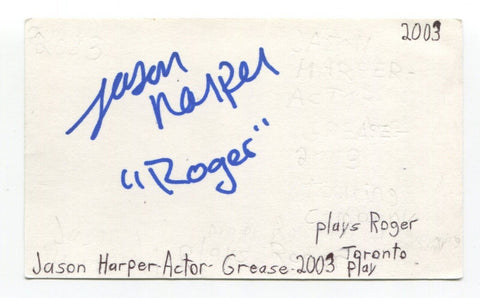 2003
Jason
Harper
"Roger"
plays Roger
Toronto
Jason Harper-Actor- Grease-2003 play